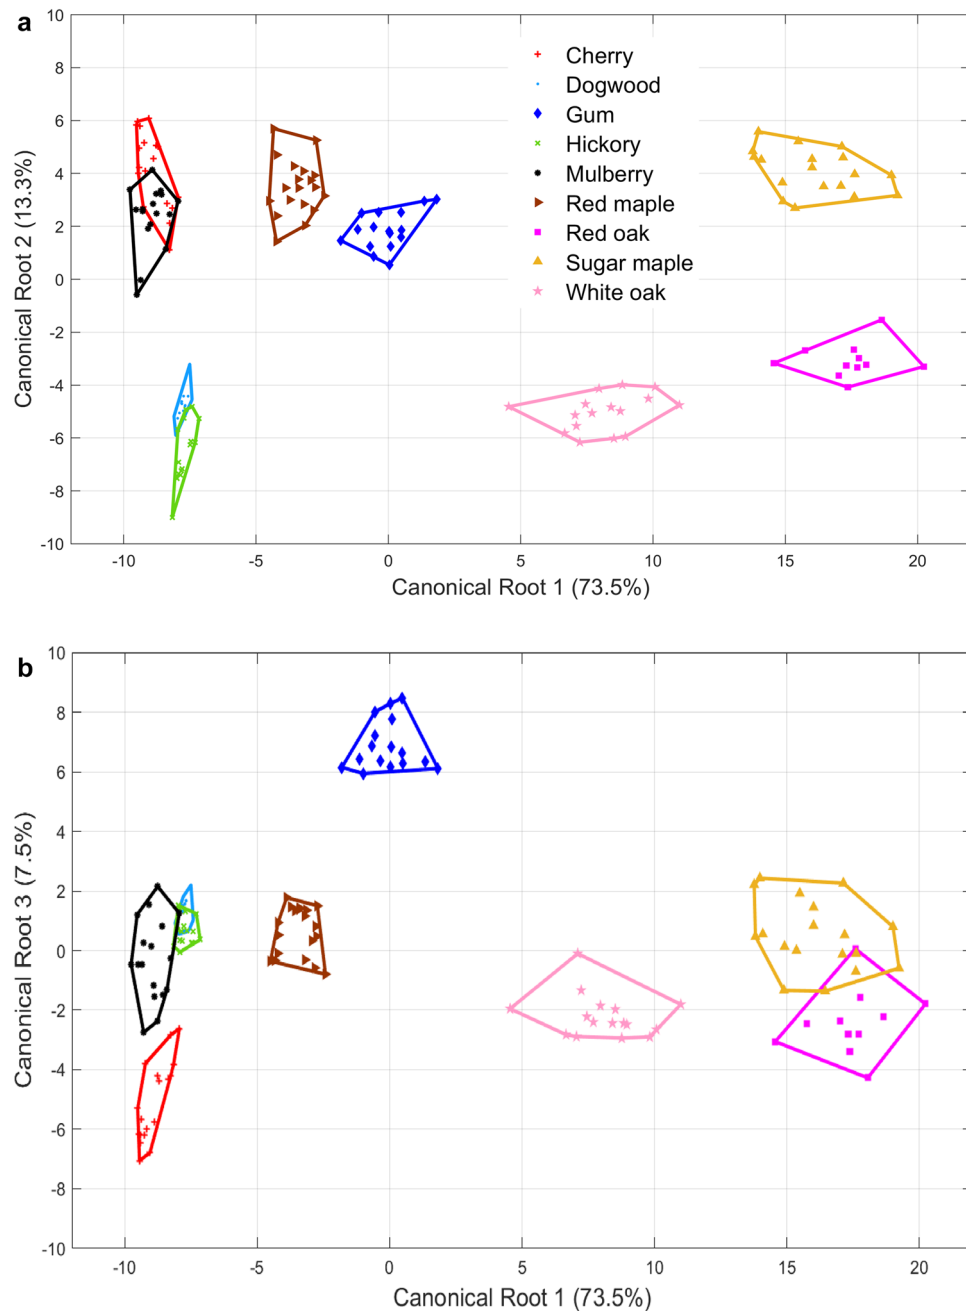 a
10
8
6
4
2
0
-2
-4
-6
-8
-10
Canonical Root 2 (13.3%)
Cherry
Dogwood
Gum
Hickory
Mulberry
Red maple
Red oak
Sugar maple
White oak
-10 -5 0 5 10 15 20
Canonical Root 1 (73.5%)
b
10
8
6
4
2
0
-2
-4
-6
-8
-10
Canonical Root 3 (7.5%)
-10 -5 0 5 10 15 20
Canonical Root 1 (73.5%)